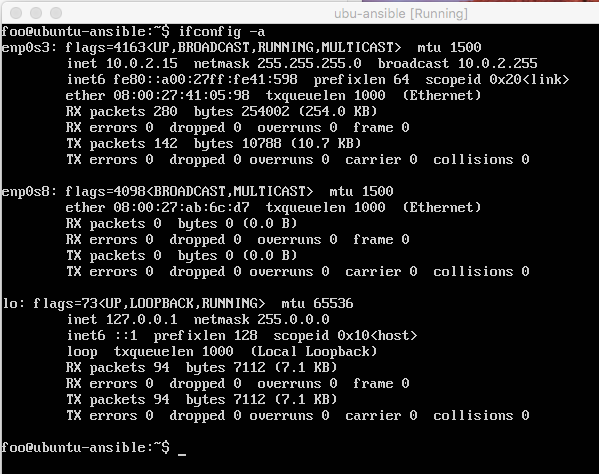 ubu-ansible [Running]
foo@ubuntu-ansible:~$ ifconfig -a
enp0s3: flags=4163<UP,BROADCAST,RUNNING,MULTICAST>  mtu 1500
        inet 10.0.2.15  netmask 255.255.255.0  broadcast 10.0.2.255
        inet6 fe80::a00:27ff:fe41:598  prefixlen 64  scopeid 0x20<link>
        ether 08:00:27:41:05:98  txqueuelen 1000  (Ethernet)
        RX packets 280  bytes 254002 (254.0 KB)
        RX errors 0  dropped 0  overruns 0  frame 0
        TX packets 142  bytes 10788 (10.7 KB)
        TX errors 0  dropped 0 overruns 0  carrier 0  collisions 0

enp0s8: flags=4098<BROADCAST,MULTICAST>  mtu 1500
        ether 08:00:27:ab:6c:d7  txqueuelen 1000  (Ethernet)
        RX packets 0  bytes 0 (0.0 B)
        RX errors 0  dropped 0  overruns 0  frame 0
        TX packets 0  bytes 0 (0.0 B)
        TX errors 0  dropped 0 overruns 0  carrier 0  collisions 0

lo: flags=73<UP,LOOPBACK,RUNNING>  mtu 65536
        inet 127.0.0.1  netmask 255.0.0.0
        inet6 ::1  prefixlen 128  scopeid 0x10<host>
        loop  txqueuelen 1000  (Local Loopback)
        RX packets 94  bytes 7112 (7.1 KB)
        RX errors 0  dropped 0  overruns 0  frame 0
        TX packets 94  bytes 7112 (7.1 KB)
        TX errors 0  dropped 0 overruns 0  carrier 0  collisions 0

foo@ubuntu-ansible:~$ _